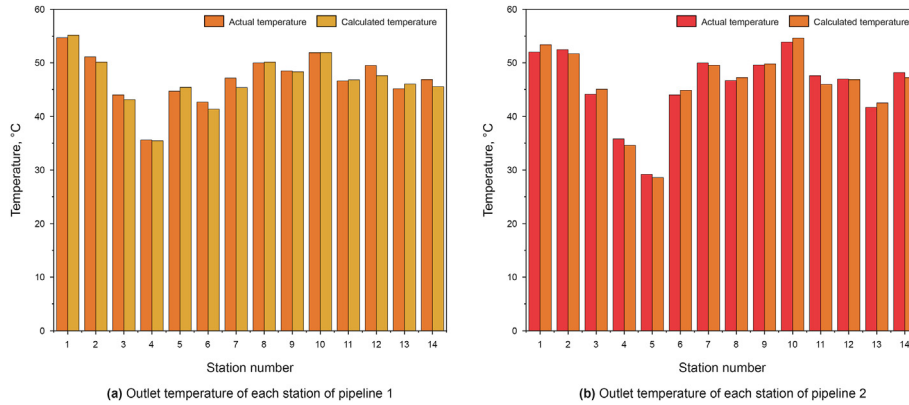 60
50
40
30
50
10
0
Temperature, °C
Actual temperature
Calculated temperature
1 2 3 4 5 6 7 8 9 10 11 12 13 14
Station number
(a) Outlet temperature of each station of pipeline 1
60
50
40
30
50
10
0
Temperature, °C
Actual temperature
Calculated temperature
1 2 3 4 5 6 7 8 9 10 11 12 13 14
Station number
(b) Outlet temperature of each station of pipeline 2